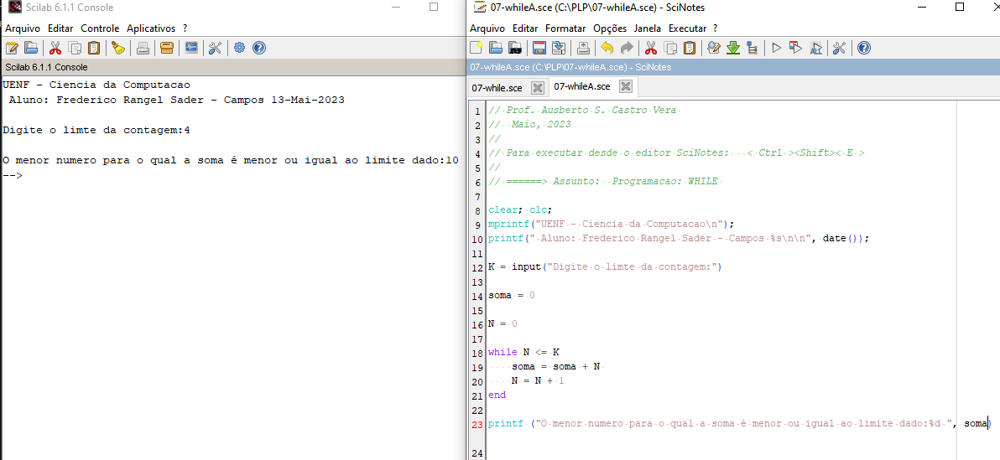 Scilab 6.1.1 Console
Arquivo Editar Controle Aplicativos ?
Scilab 6.1.1 Console
UENF - Ciencia da Computacao
Aluno: Frederico Rangel Sader - Campos 13-Mai-2023
Digite o limte da contagem:4
O menor numero para o qual a soma é menor ou igual ao limite dado:10
-->
07-whileA.sce (C:\PLP\07-whileA.sce) - SciNotes
Arquivo Editar Formatar Opções Janela Executar ?
07-whileA.sce (C:\PLP\07-whileA.sce) - SciNotes
07-while.sce 07-whileA.sce
1 // Prof. Ausberto S. Castro Vera
2 // Maio, 2023
3 //
4 // Para executar desde o editor SciNotes: < Ctrl ><Shift>< E >
5 //
6 // ======> Assunto: Programacao: WHILE
7
8 clear; clc;
9 mprintf("UENF - Ciencia da Computacao\n");
10 printf(" Aluno: Frederico Rangel Sader - Campos %s\n\n", date());
11
12 K = input("Digite o limte da contagem:")
13
14 soma = 0
15
16 N = 0
17
18 while N <= K
19 soma = soma + N
20 N = N + 1
21 end
22
23 printf ("O menor numero para o qual a soma é menor ou igual ao limite dado:%d ", soma)
24